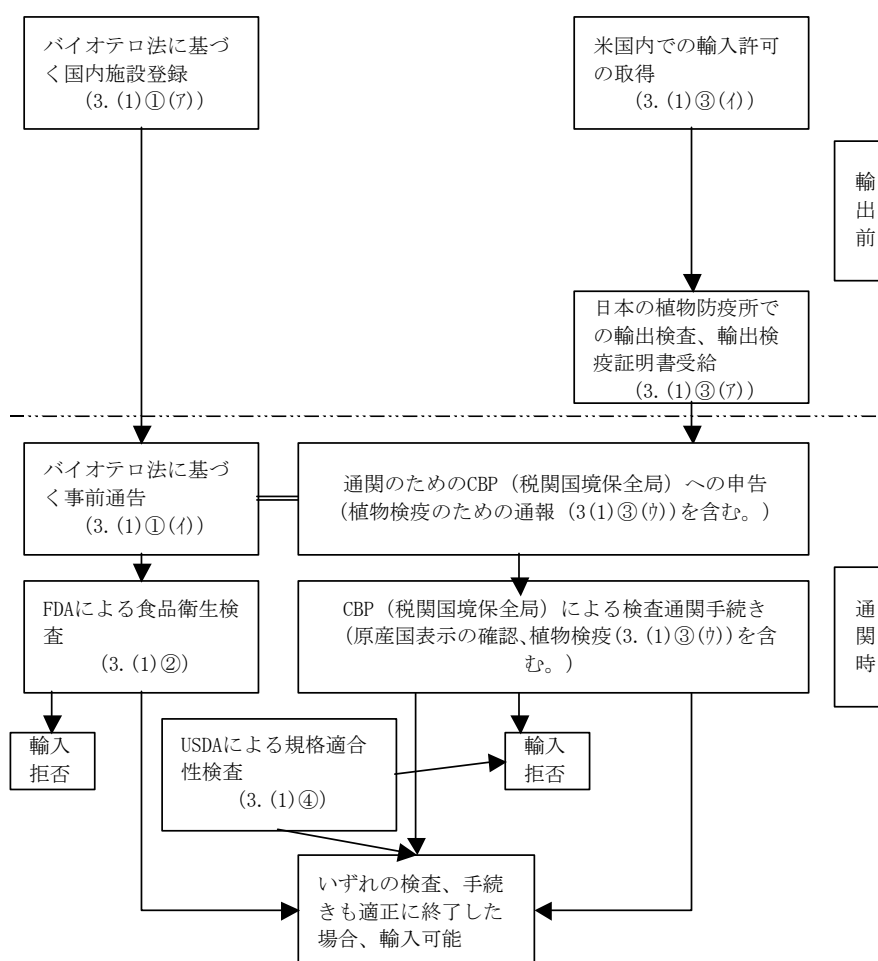 バイオテロ法に基づ
く国内施設登録
(3.(1)①(ｱ))
米国内での輸入許可
の取得
(3.(1)③(ｲ))
輸
出
前
日本の植物防疫所で
の輸出検査、輸出検
疫証明書受給
(3.(1)③(ｱ))
バイオテロ法に基づ
く事前通告
(3.(1)①(ｲ))
通関のためのCBP（税関国境保全局）への申告
(植物検疫のための通報（3(1)③(ｳ))を含む。)
FDAによる食品衛生検
査
(3.(1)②)
CBP（税関国境保全局）による検査通関手続き
(原産国表示の確認、植物検疫(3.(1)③(ｳ))を含
む。)
通
関
時
輸入
拒否
USDAによる規格適合
性検査
(3.(1)④)
輸入
拒否
いずれの検査、手続
きも適正に終了した
場合、輸入可能